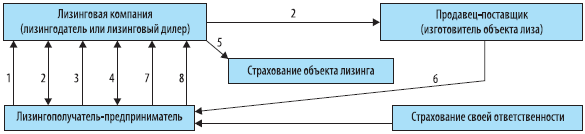 Лизинговая компания
(лизингодатель или лизинговый дилер)
2
Продавец-поставщик
(изготовитель объекта лиза)
5
Страхование объекта лизинга
1
2
3
4
7
8
6
Лизингополучатель-предприниматель
Страхование своей ответственности